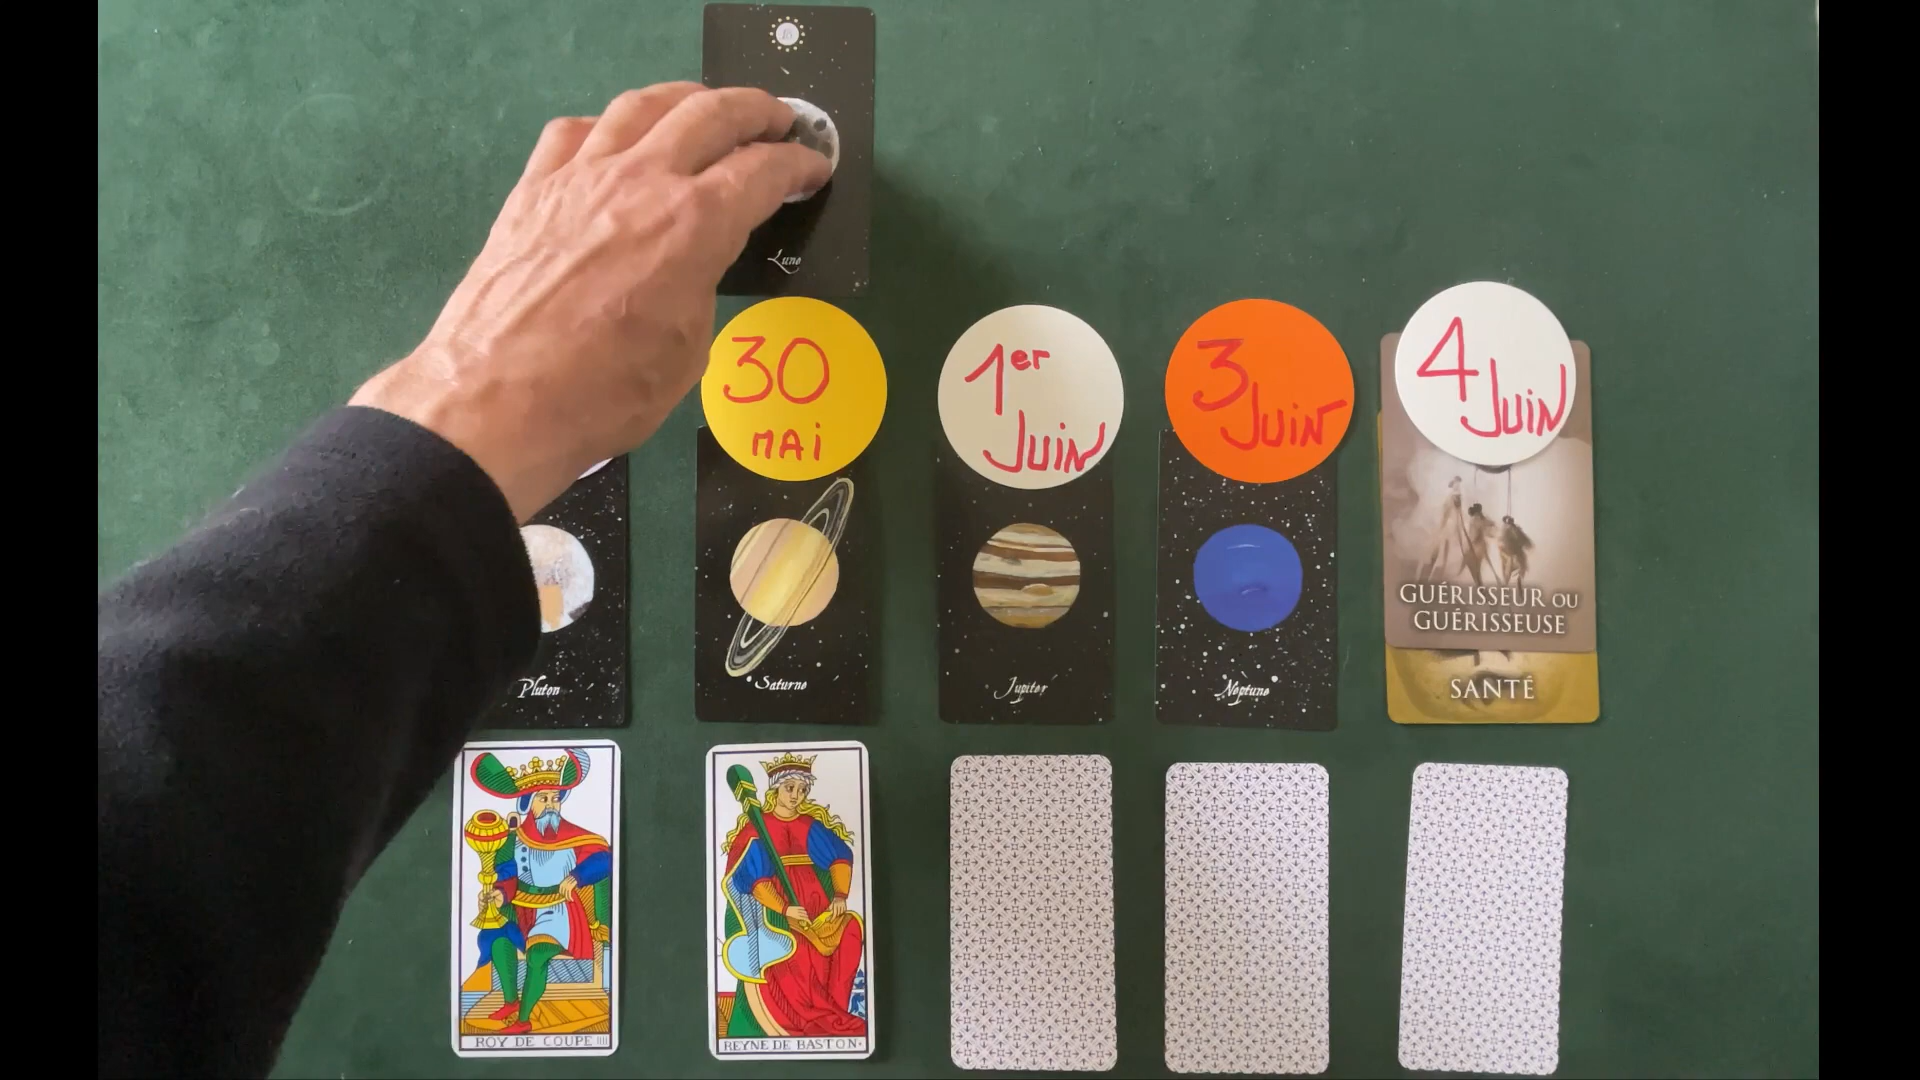 18
Lune
30
MAi
1er
JUiN
3
JUiN
4
JUiN
GUÉRISSEUR OU
GUÉRISSEUSE
Pluton
Saturne
Jupiter
Neptune
SANTÉ
ROY DE COUPE
REYNE DE BASTON